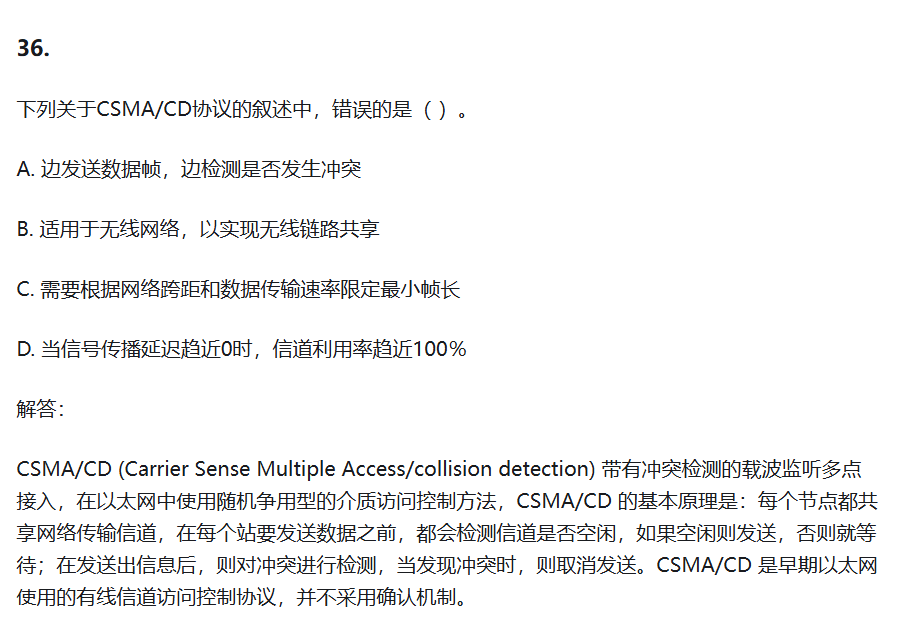 36.
下列关于CSMA/CD协议的叙述中，错误的是（ ）。
A. 边发送数据帧，边检测是否发生冲突
B. 适用于无线网络，以实现无线链路共享
C. 需要根据网络跨距和数据传输速率限定最小帧长
D. 当信号传播延迟趋近0时，信道利用率趋近100%
解答：
CSMA/CD (Carrier Sense Multiple Access/collision detection) 带有冲突检测的载波监听多点
接入，在以太网中使用随机争用型的介质访问控制方法，CSMA/CD 的基本原理是：每个节点都共
享网络传输信道，在每个站要发送数据之前，都会检测信道是否空闲，如果空闲则发送，否则就等
待；在发送出信息后，则对冲突进行检测，当发现冲突时，则取消发送。CSMA/CD 是早期以太网
使用的有线信道访问控制协议，并不采用确认机制。